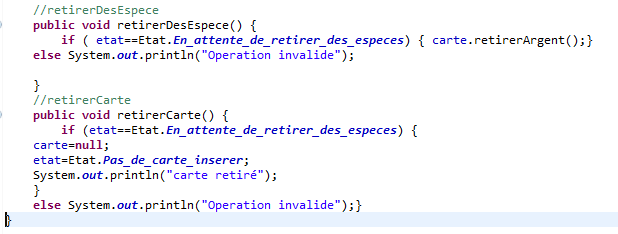 //retirerDesEspece
public void retirerDesEspece() {
if ( etat==Etat.En_attente_de_retirer_des_especes) { carte.retirerArgent();}
else System.out.println("Operation invalide");
}
//retirerCarte
public void retirerCarte() {
if (etat==Etat.En_attente_de_retirer_des_especes) {
carte=null;
etat=Etat.Pas_de_carte_inserer;
System.out.println("carte retiré");
}
else System.out.println("Operation invalide");}
}